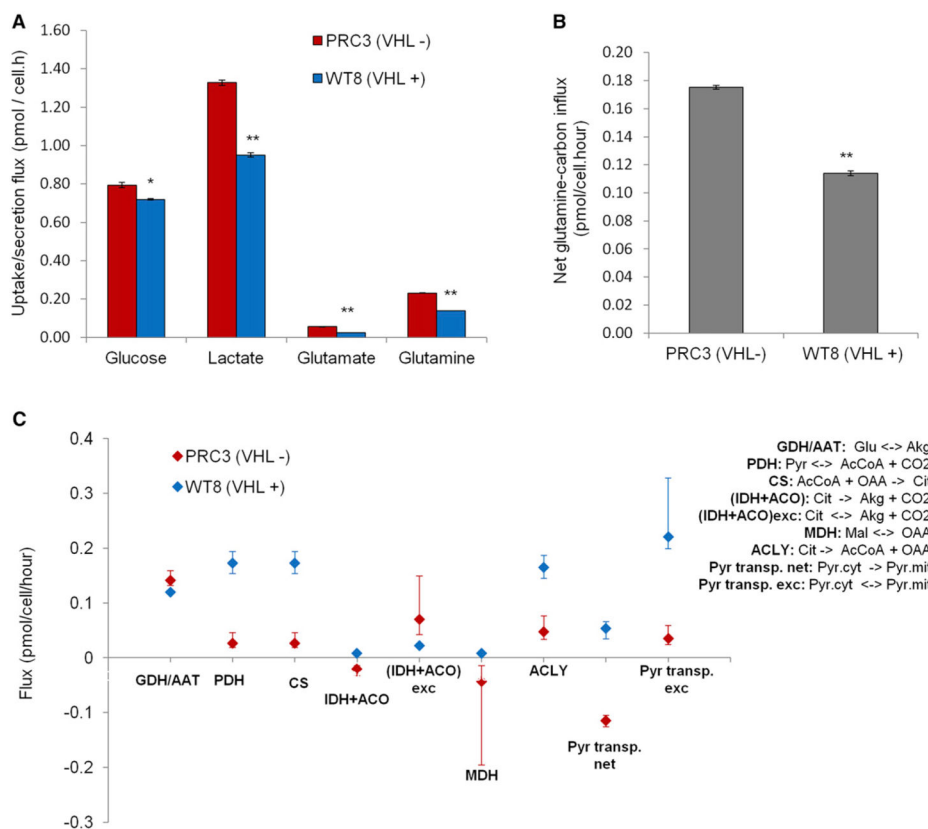 A
1.60
1.40
1.20
1.00
0.80
0.60
0.40
0.20
0.00
Uptake/secretion flux (pmol / cell.h)
PRC3 (VHL -)
WT8 (VHL +)
*
**
**
**
Glucose
Lactate
Glutamate
Glutamine
B
0.20
0.18
0.16
0.14
0.12
0.10
0.08
0.06
0.04
0.02
0.00
Net glutamine-carbon influx
(pmol/cell.hour)
**
PRC3 (VHL-)
WT8 (VHL +)
C
0.4
0.3
0.2
0.1
0
-0.1
-0.2
-0.3
Flux (pmol/cell/hour)
PRC3 (VHL -)
WT8 (VHL +)
GDH/AAT
PDH
CS
IDH+ACO
(IDH+ACO)
exc
MDH
ACLY
Pyr transp.
net
Pyr transp.
exc
GDH/AAT: Glu <-> Akg
PDH: Pyr <-> AcCoA + CO2
CS: AcCoA + OAA -> Cit
(IDH+ACO): Cit -> Akg + CO2
(IDH+ACO)exc: Cit <-> Akg + CO2
MDH: Mal <-> OAA
ACLY: Cit -> AcCoA + OAA
Pyr transp. net: Pyr.cyt -> Pyr.mit
Pyr transp. exc: Pyr.cyt <-> Pyr.mit